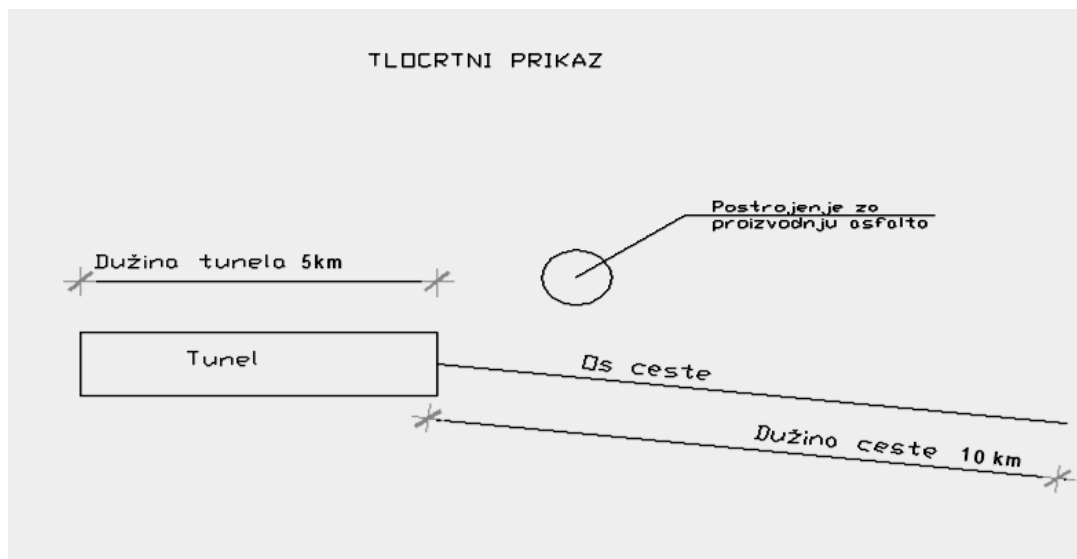 TLOCRTNI PRIKAZ
Postrojenje za
proizvodnju asfalta
Dužina tunela 5km
Tunel
Os ceste
Dužina ceste 10 km